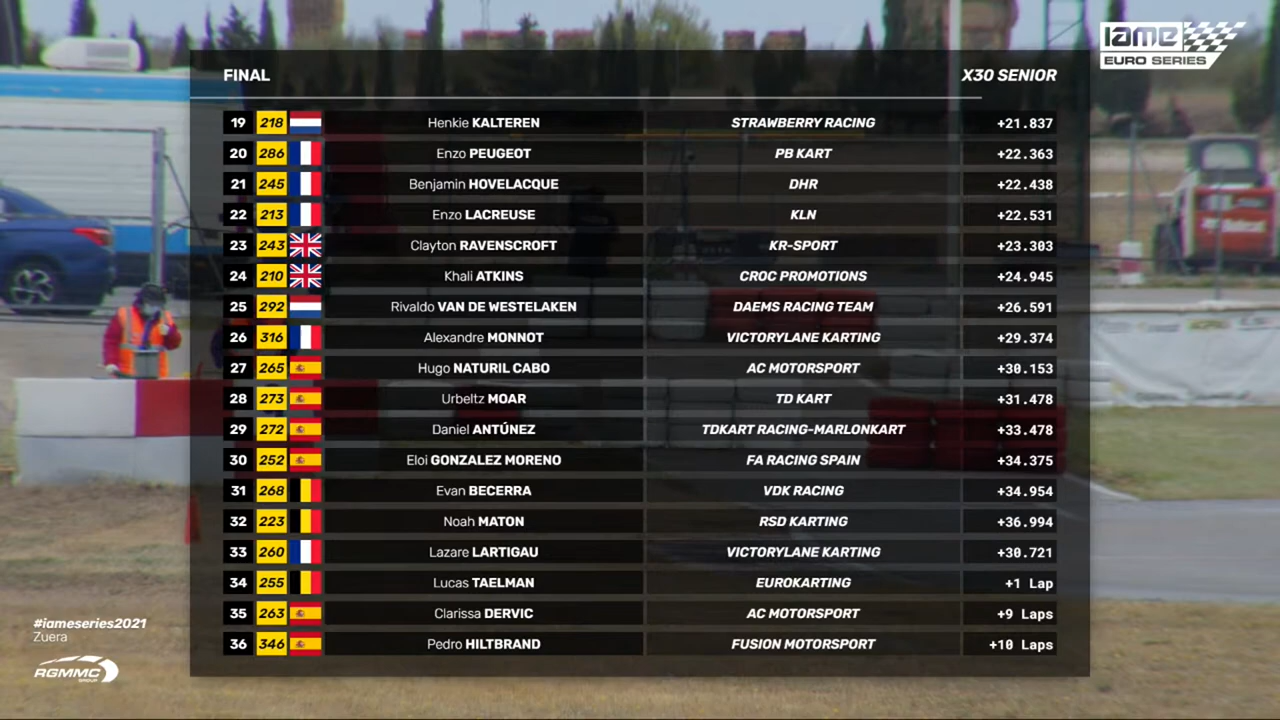 IAME
EURO SERIES
FINAL X30 SENIOR
19 218 Henkie KALTEREN STRAWBERRY RACING +21.837
20 286 Enzo PEUGEOT PB KART +22.363
21 245 Benjamin HOVELACQUE DHR +22.438
22 213 Enzo LACREUSE KLN +22.531
23 243 Clayton RAVENSCROFT KR-SPORT +23.303
24 210 Khali ATKINS CROC PROMOTIONS +24.945
25 292 Rivaldo VAN DE WESTELAKEN DAEMS RACING TEAM +26.591
26 316 Alexandre MONNOT VICTORYLANE KARTING +29.374
27 265 Hugo NATURIL CABO AC MOTORSPORT +30.153
28 273 Urbeltz MOAR TD KART +31.478
29 272 Daniel ANTÚNEZ TDKART RACING-MARLONKART +33.478
30 252 Eloi GONZALEZ MORENO FA RACING SPAIN +34.375
31 268 Evan BECERRA VDK RACING +34.954
32 223 Noah MATON RSD KARTING +36.994
33 260 Lazare LARTIGAU VICTORYLANE KARTING +30.721
34 255 Lucas TAELMAN EUROKARTING +1 Lap
35 263 Clarissa DERVIC AC MOTORSPORT +9 Laps
36 346 Pedro HILTBRAND FUSION MOTORSPORT +10 Laps
#iameseries2021
Zuera
RGMMC
GROUP